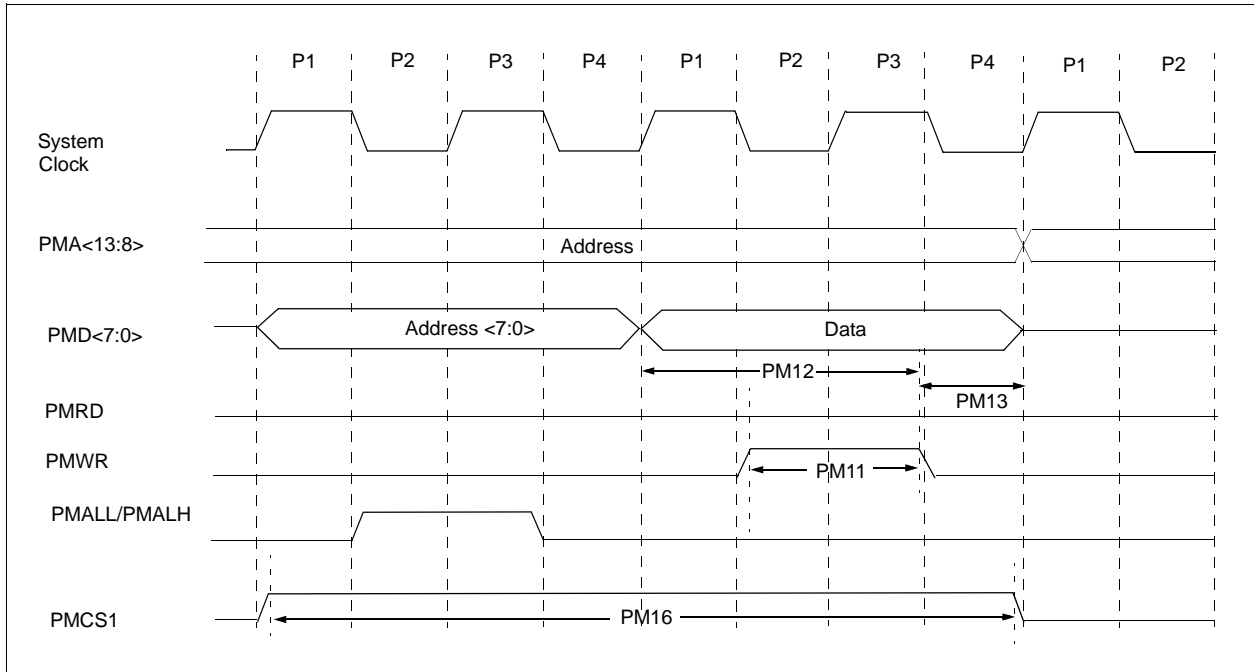 P1 P2 P3 P4 P1 P2 P3 P4 P1 P2
System
Clock
PMA<13:8>
Address
PMD<7:0>
Address <7:0>
Data
PM12
PM13
PMRD
PMWR
PM11
PMALL/PMALH
PMCS1
PM16